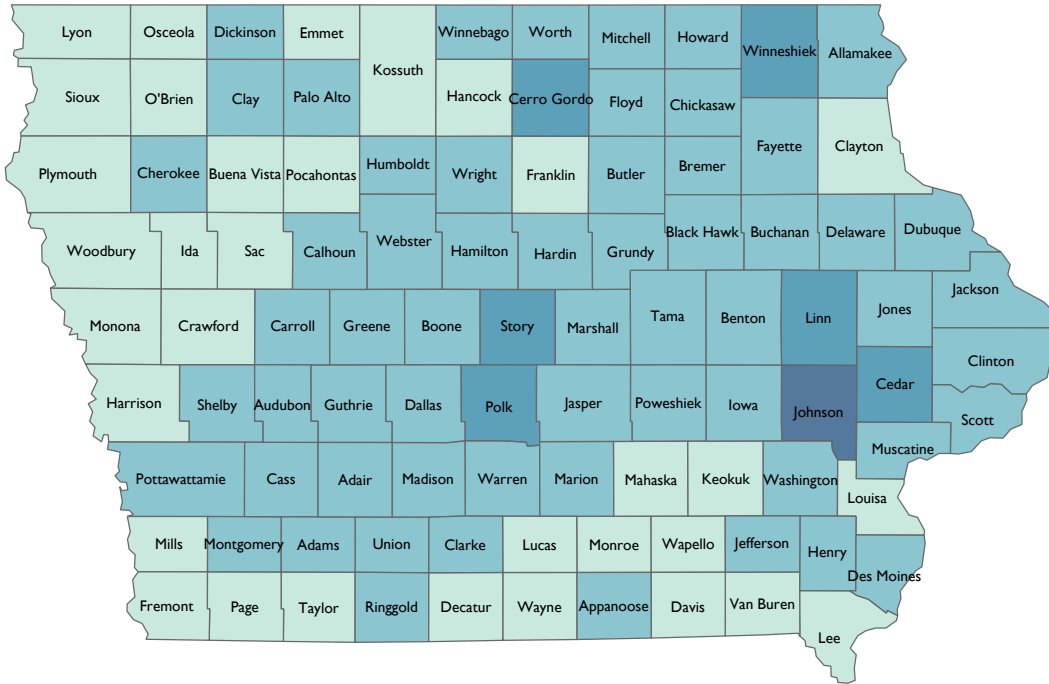 Lyon
Osceola
Dickinson
Emmet
Winnebago
Worth
Mitchell
Howard
Winneshiek
Allamakee
Kossuth
Sioux
O'Brien
Clay
Palo Alto
Hancock
Cerro Gordo
Floyd
Chickasaw
Fayette
Clayton
Plymouth
Cherokee
Buena Vista
Pocahontas
Humboldt
Wright
Franklin
Butler
Bremer
Woodbury
Ida
Sac
Calhoun
Webster
Hamilton
Hardin
Grundy
Black Hawk
Buchanan
Delaware
Dubuque
Monona
Crawford
Carroll
Greene
Boone
Story
Marshall
Tama
Benton
Linn
Jones
Jackson
Clinton
Harrison
Shelby
Audubon
Guthrie
Dallas
Polk
Jasper
Poweshiek
Iowa
Johnson
Cedar
Scott
Muscatine
Pottawattamie
Cass
Adair
Madison
Warren
Marion
Mahaska
Keokuk
Washington
Louisa
Mills
Montgomery
Adams
Union
Clarke
Lucas
Monroe
Wapello
Jefferson
Henry
Des Moines
Fremont
Page
Taylor
Ringgold
Decatur
Wayne
Appanoose
Davis
Van Buren
Lee